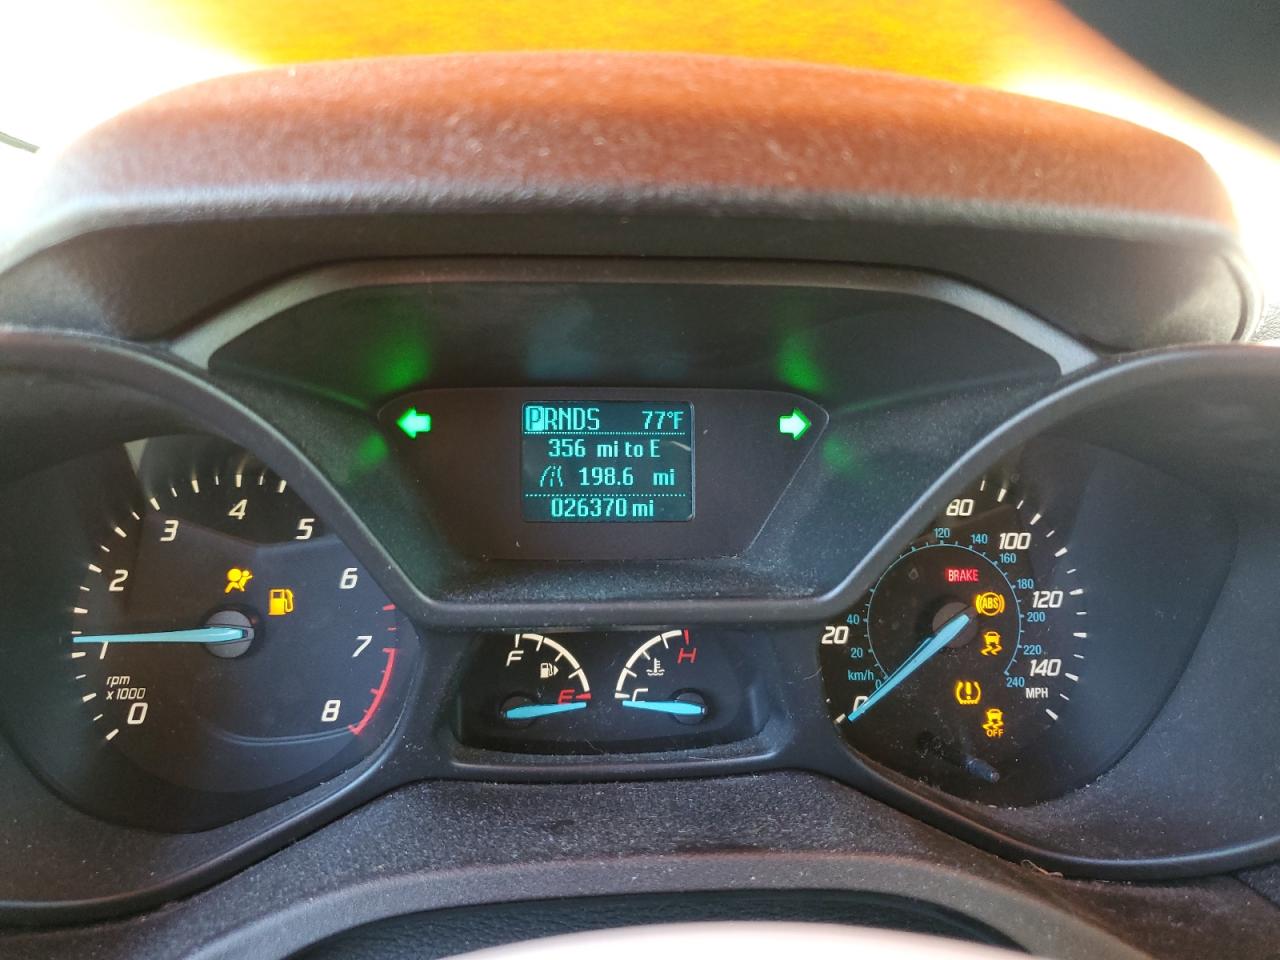 PRNDS 77°F
356 mi to E
198.6 mi
026370 mi
0 1 2 3 4 5 6 7 8
rpm
x1000
F E
C H
0 20 80 100 120 140
MPH
0 20 40 120 140 160 180 200 220 240
km/h
BRAKE
ABS
OFF